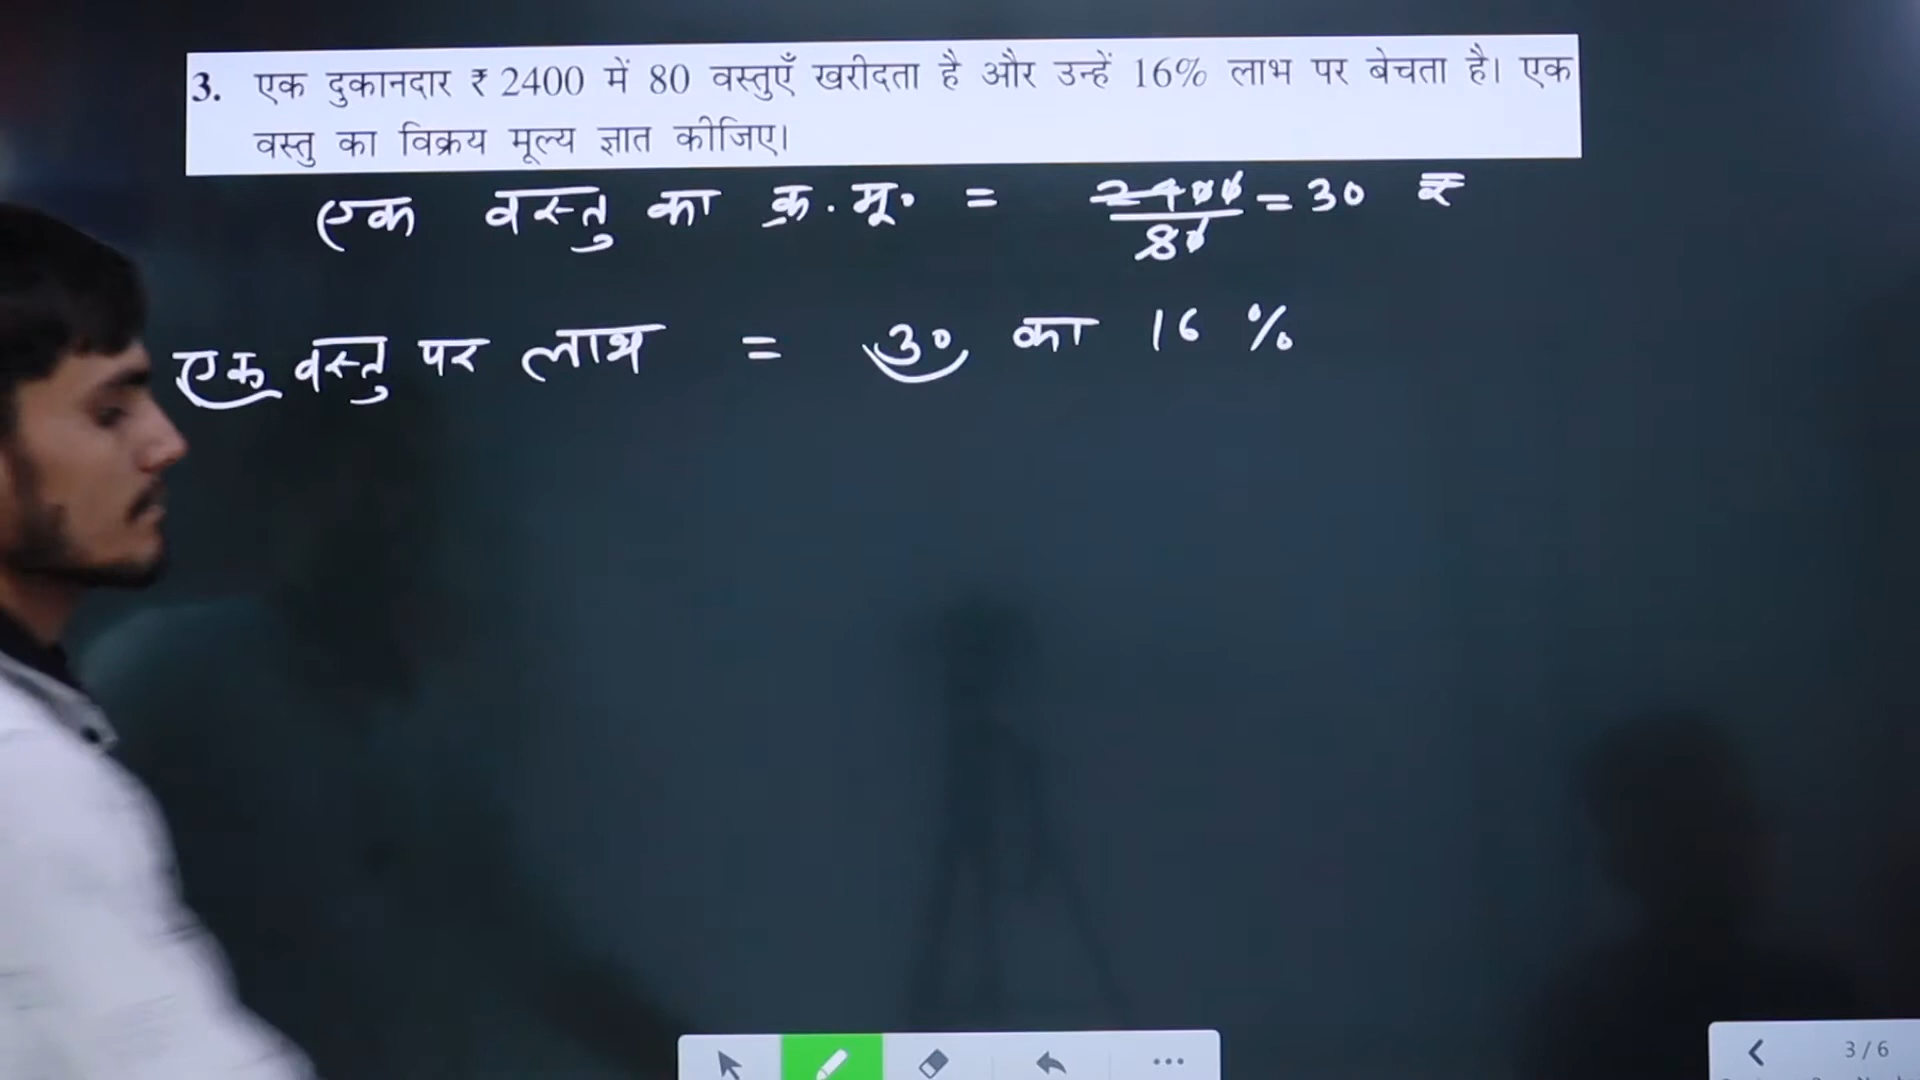 3. एक दुकानदार ₹ 2400 में 80 वस्तुएँ खरीदता है और उन्हें 16% लाभ पर बेचता है। एक
वस्तु का विक्रय मूल्य ज्ञात कीजिए।
एक वस्तु का क्र. मू. = 2400/80 = 30 ₹
एक वस्तु पर लाभ = 30 का 16 %
3 / 6